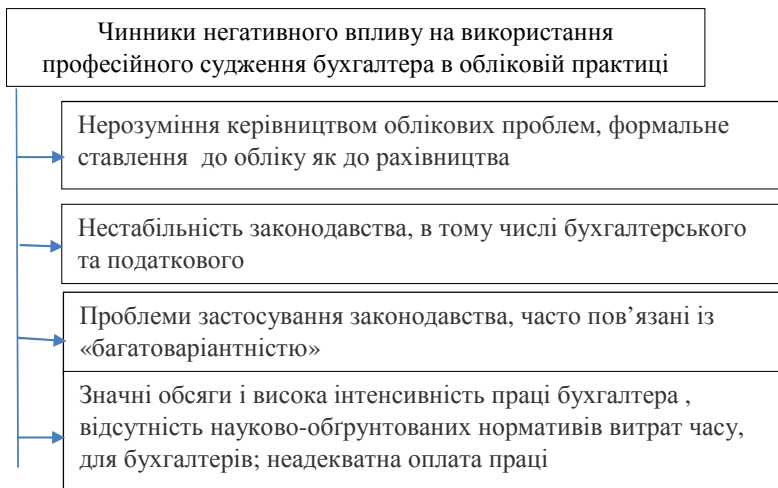 Чинники негативного впливу на використання
професійного судження бухгалтера в обліковій практиці
Нерозуміння керівництвом облікових проблем, формальне
ставлення до обліку як до рахівництва
Нестабільність законодавства, в тому числі бухгалтерського
та податкового
Проблеми застосування законодавства, часто пов’язані із
«багатоваріантністю»
Значні обсяги і висока інтенсивність праці бухгалтера ,
відсутність науково-обґрунтованих нормативів витрат часу,
для бухгалтерів; неадекватна оплата праці